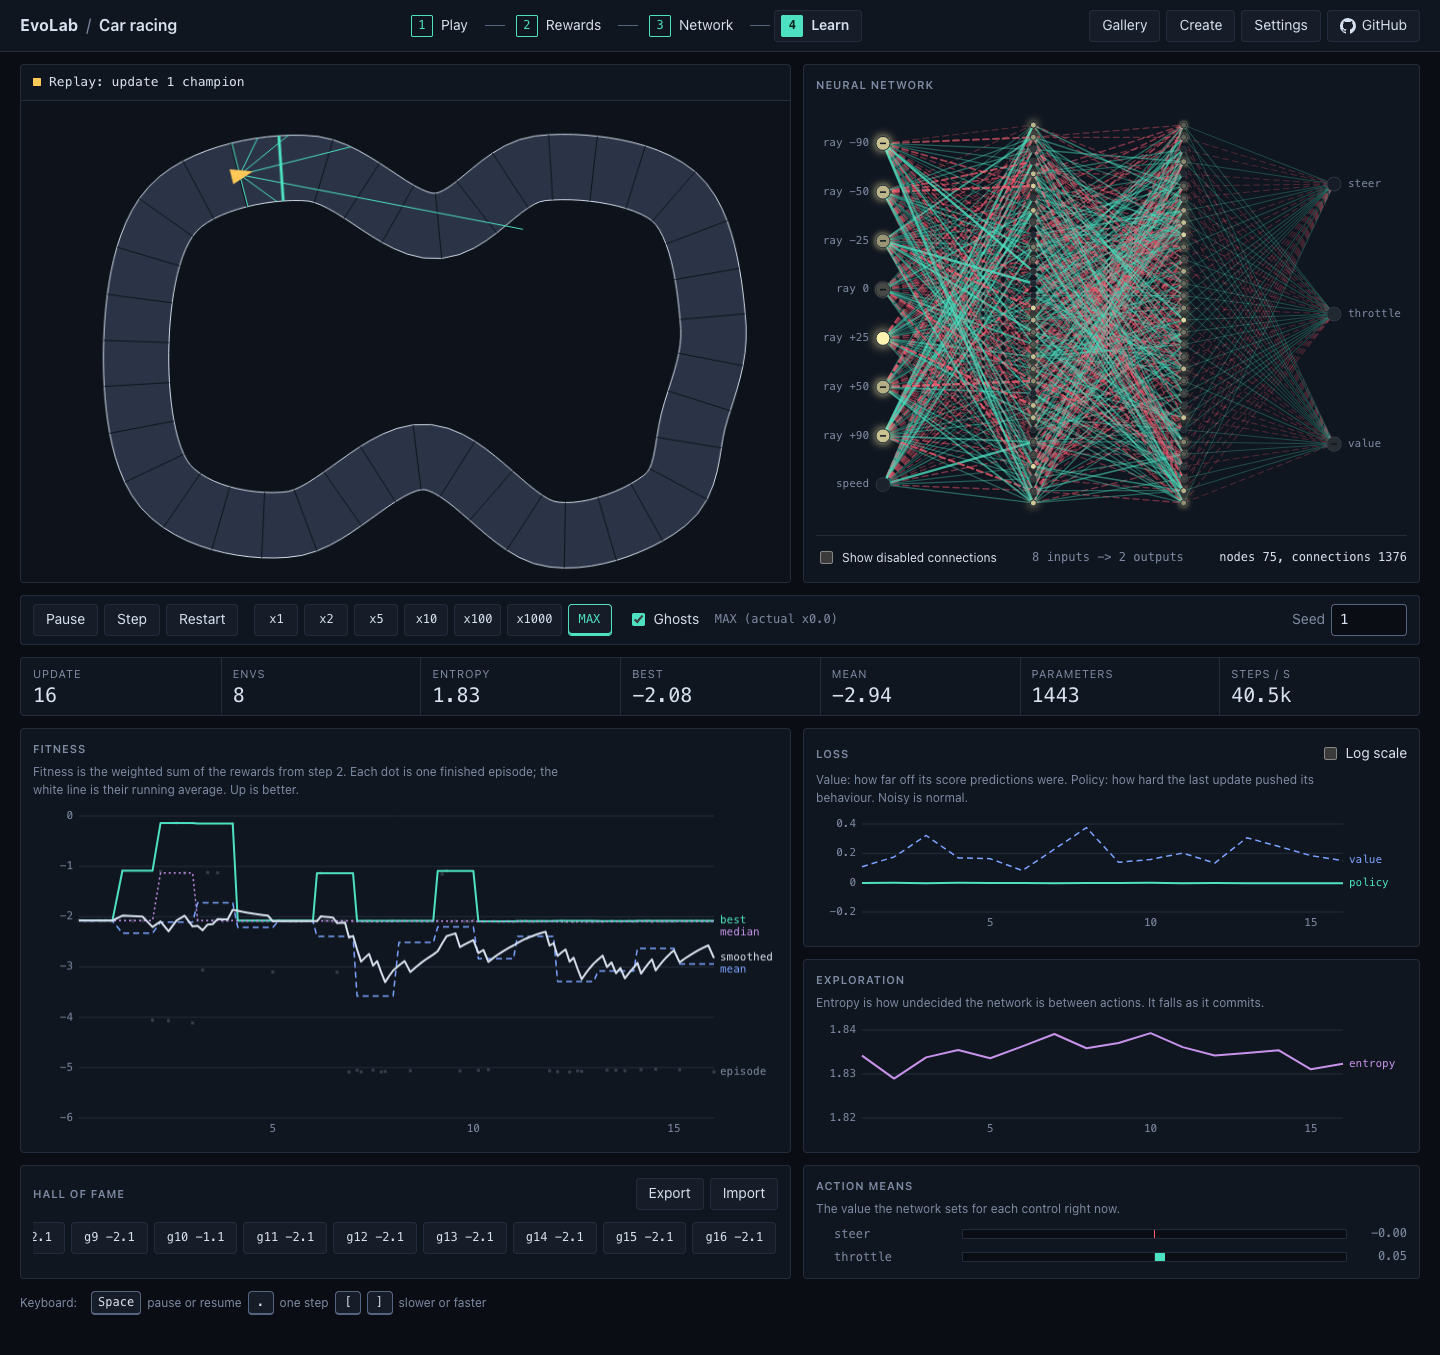 EvoLab / Car racing
1 Play
2 Rewards
3 Network
4 Learn
Gallery
Create
Settings
GitHub
Replay: update 1 champion
NEURAL NETWORK
ray −90
ray −50
ray −25
ray 0
ray +25
ray +50
ray +90
speed
steer
throttle
value
Show disabled connections
8 inputs −> 2 outputs
nodes 75, connections 1376
Pause
Step
Restart
x1
x2
x5
x10
x100
x1000
MAX
Ghosts
MAX (actual x0.0)
Seed
1
UPDATE
16
ENVS
8
ENTROPY
1.83
BEST
−2.08
MEAN
−2.94
PARAMETERS
1443
STEPS / S
40.5k
FITNESS
Fitness is the weighted sum of the rewards from step 2. Each dot is one finished episode; the
white line is their running average. Up is better.
0
−1
−2
−3
−4
−5
−6
5
10
15
best
median
smoothed
mean
episode
LOSS
Log scale
Value: how far off its score predictions were. Policy: how hard the last update pushed its
behaviour. Noisy is normal.
0.4
0.2
0
−0.2
5
10
15
value
policy
EXPLORATION
Entropy is how undecided the network is between actions. It falls as it commits.
1.84
1.83
1.82
5
10
15
entropy
HALL OF FAME
Export
Import
2.1
g9 −2.1
g10 −1.1
g11 −2.1
g12 −2.1
g13 −2.1
g14 −2.1
g15 −2.1
g16 −2.1
ACTION MEANS
The value the network sets for each control right now.
steer
−0.00
throttle
0.05
Keyboard: Space pause or resume . one step [ ] slower or faster